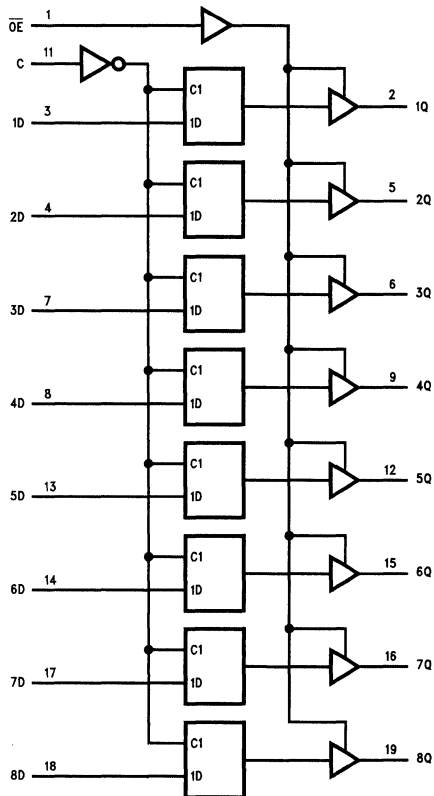 O̅E̅ 1
C 11
C1
1D 3 1D 2 1Q
C1
2D 4 1D 5 2Q
C1
3D 7 1D 6 3Q
C1
4D 8 1D 9 4Q
C1
5D 13 1D 12 5Q
C1
6D 14 1D 15 6Q
C1
7D 17 1D 16 7Q
C1
8D 18 1D 19 8Q